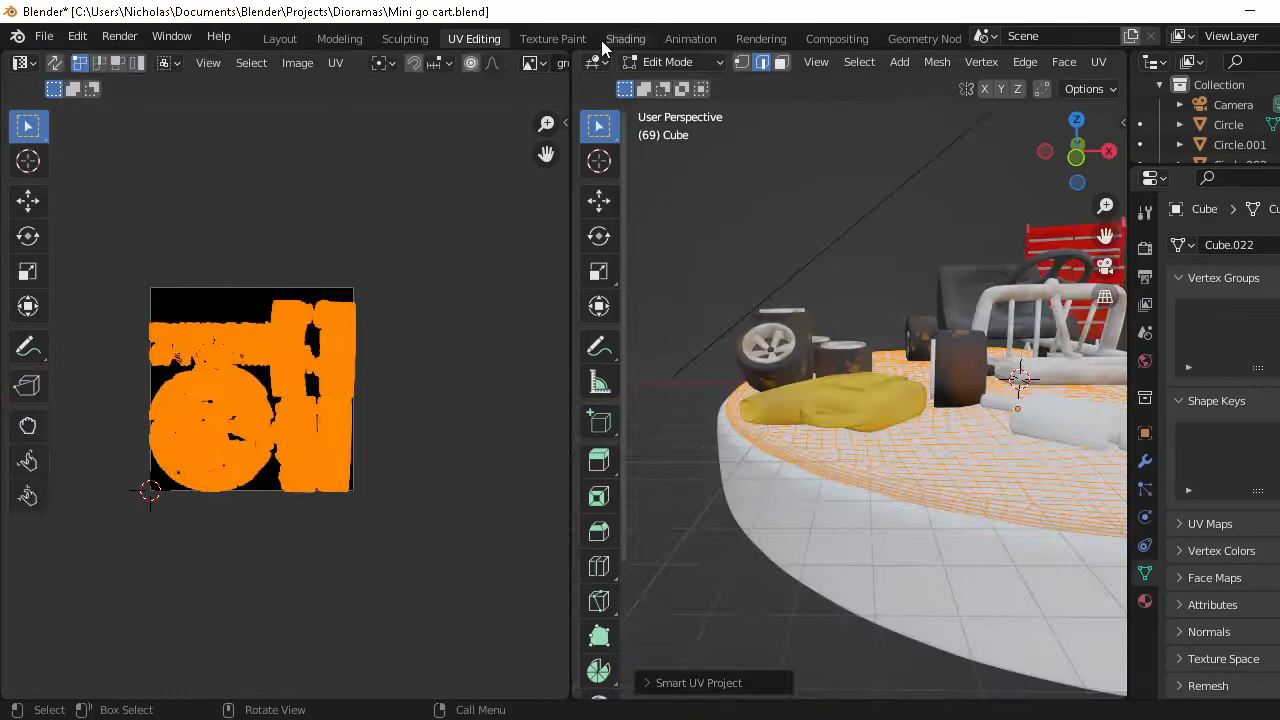 Blender* [C:\Users\Nicholas\Documents\Blender\Projects\Dioramas\Mini go cart.blend]
File Edit Render Window Help Layout Modeling Sculpting UV Editing Texture Paint Shading Animation Rendering Compositing Geometry Nod Scene ViewLayer
View Select Image UV gr Edit Mode View Select Add Mesh Vertex Edge Face UV
X Y Z Options
Collection
Camera
Circle
Circle.001
User Perspective
(69) Cube
Z
X
Cube Cu
Cube.022
Vertex Groups
Shape Keys
UV Maps
Vertex Colors
Face Maps
Attributes
Normals
Texture Space
Remesh
Smart UV Project
Select Box Select Rotate View Call Menu